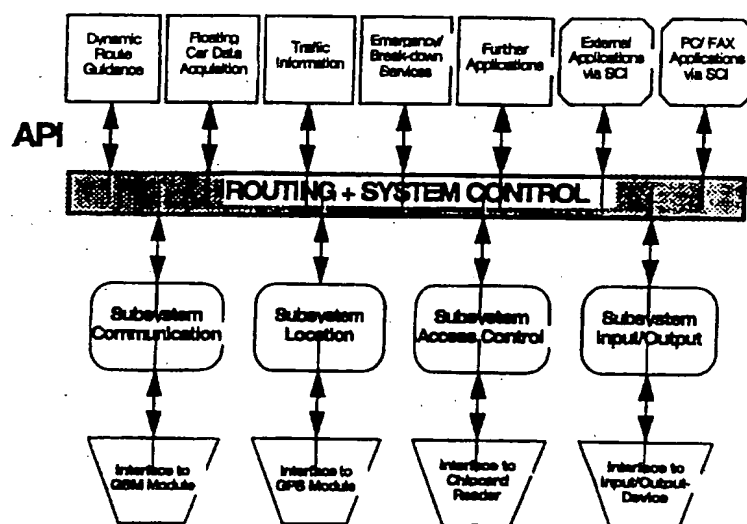 Dynamic
Route
Guidance
Floating
Car Data
Acquisition
Traffic
Information
Emergency/
Break-down
Services
Further
Applications
External
Applications
via SCI
PC/ FAX
Applications
via SCI
API
ROUTING + SYSTEM CONTROL
Subsystem
Communication
Subsystem
Location
Subsystem
Access Control
Subsystem
Input/Output
Interface to
GSM Module
Interface to
GPS Module
Interface to
Chipcard
Reader
Interface to
Input/Output-
Device